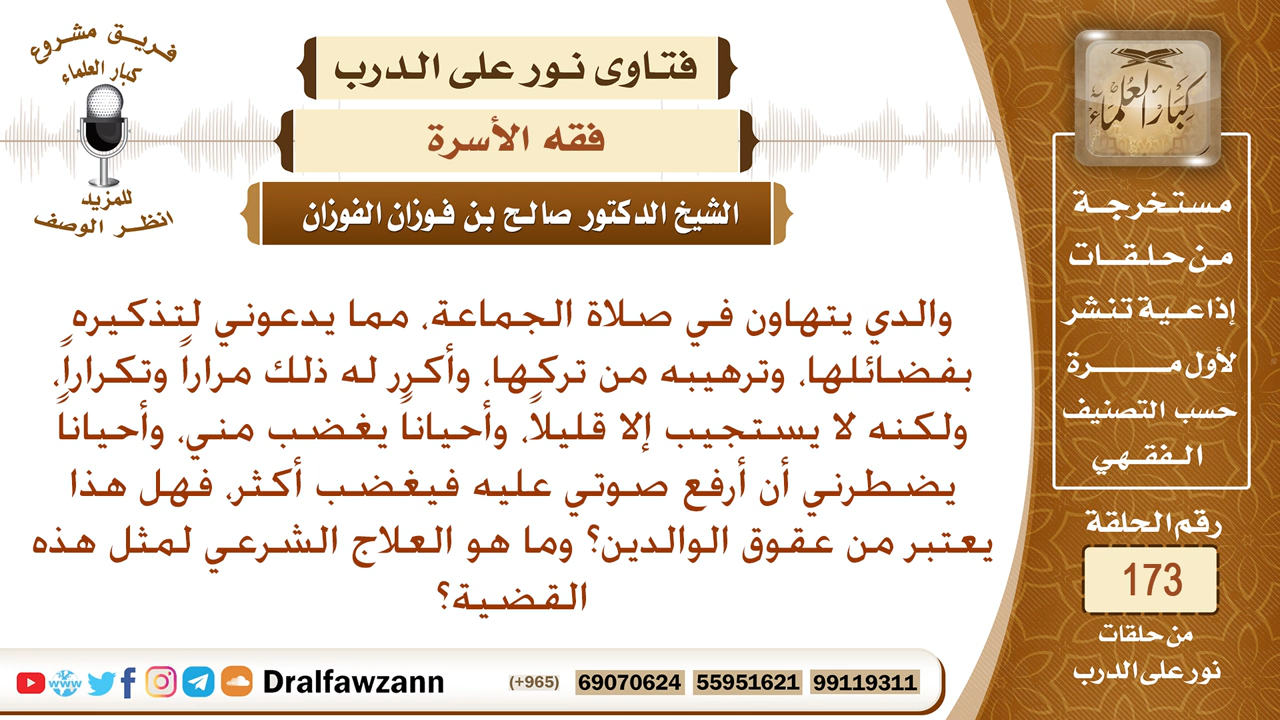 فريق مشروع
كبار العلماء
للمزيد
انظر الوصف
فتاوى نور على الدرب
فقه الأسرة
الشيخ الدكتور صالح بن فوزان الفوزان
والدي يتهاون في صلاة الجماعة، مما يدعوني لتذكيره
بفضائلها، وترهيبه من تركها، وأكرر له ذلك مراراً وتكراراً،
ولكنه لا يستجيب إلا قليلاً، وأحياناً يغضب مني، وأحياناً
يضطرني أن أرفع صوتي عليه فيغضب أكثر، فهل هذا
يعتبر من عقوق الوالدين؟ وما هو العلاج الشرعي لمثل هذه
القضية؟
كبار العلماء
مستخرجة
من حلقات
إذاعية تنشر
لأول مرة
حسب التصنيف
الفقهي
رقم الحلقة
173
من حلقات
نور على الدرب
www Dralfawzann (+965) 69070624 55951621 99119311